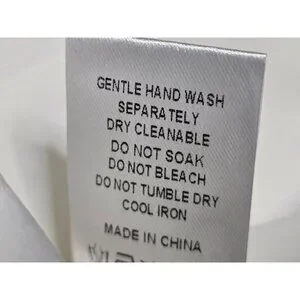 GENTLE HAND WASH
SEPARATELY
DRY CLEANABLE
DO NOT SOAK
DO NOT BLEACH
DO NOT TUMBLE DRY
COOL IRON
MADE IN CHINA